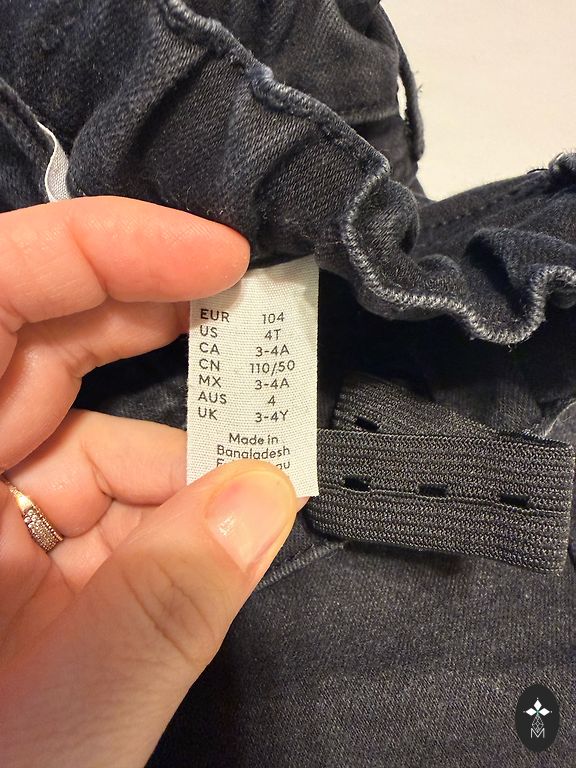 EUR 104
US 4T
CA 3-4A
CN 110/50
MX 3-4A
AUS 4
UK 3-4Y
Made in
Bangladesh
M